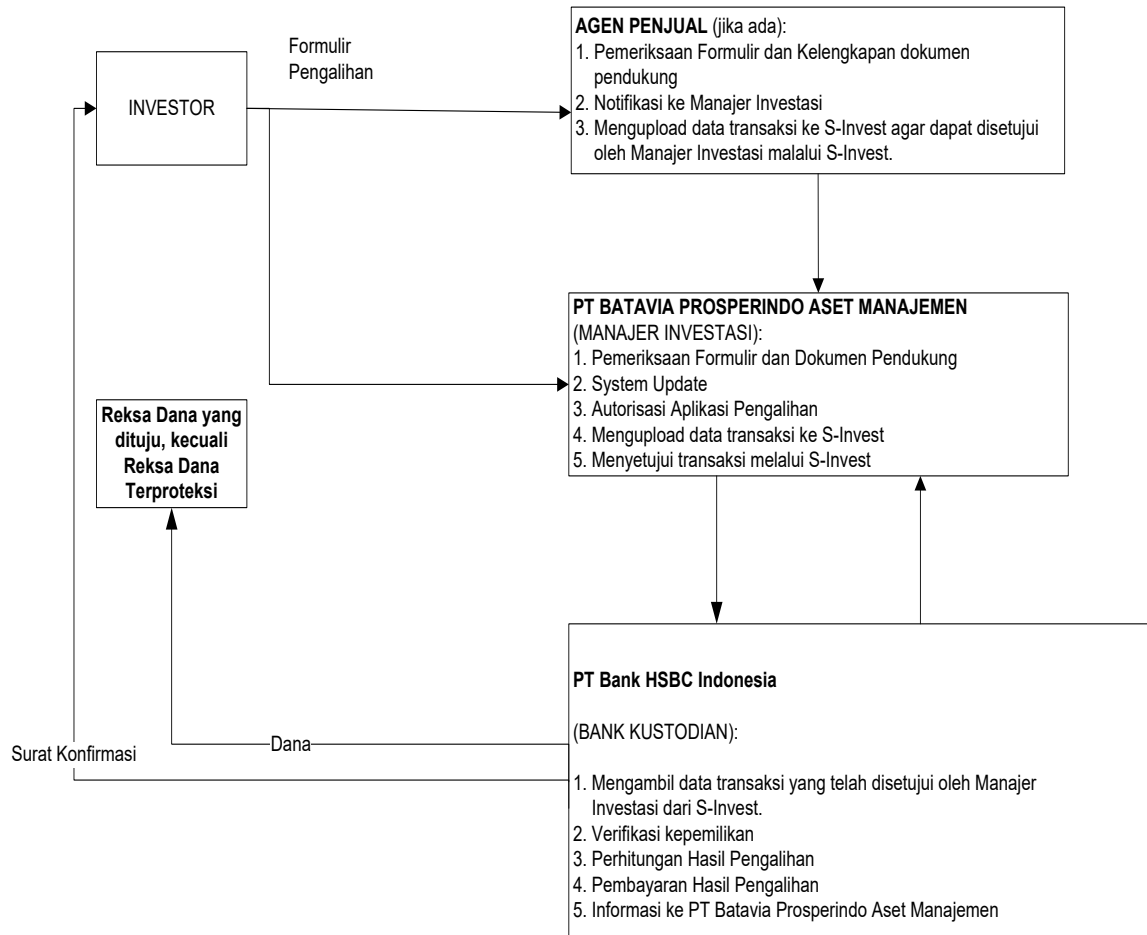 Formulir
Pengalihan
INVESTOR
AGEN PENJUAL (jika ada):
1. Pemeriksaan Formulir dan Kelengkapan dokumen
pendukung
2. Notifikasi ke Manajer Investasi
3. Mengupload data transaksi ke S-Invest agar dapat disetujui
oleh Manajer Investasi malalui S-Invest.
PT BATAVIA PROSPERINDO ASET MANAJEMEN
(MANAJER INVESTASI):
1. Pemeriksaan Formulir dan Dokumen Pendukung
2. System Update
3. Autorisasi Aplikasi Pengalihan
4. Mengupload data transaksi ke S-Invest
5. Menyetujui transaksi melalui S-Invest
Reksa Dana yang
dituju, kecuali
Reksa Dana
Terproteksi
Surat Konfirmasi
Dana
PT Bank HSBC Indonesia
(BANK KUSTODIAN):
1. Mengambil data transaksi yang telah disetujui oleh Manajer
Investasi dari S-Invest.
2. Verifikasi kepemilikan
3. Perhitungan Hasil Pengalihan
4. Pembayaran Hasil Pengalihan
5. Informasi ke PT Batavia Prosperindo Aset Manajemen